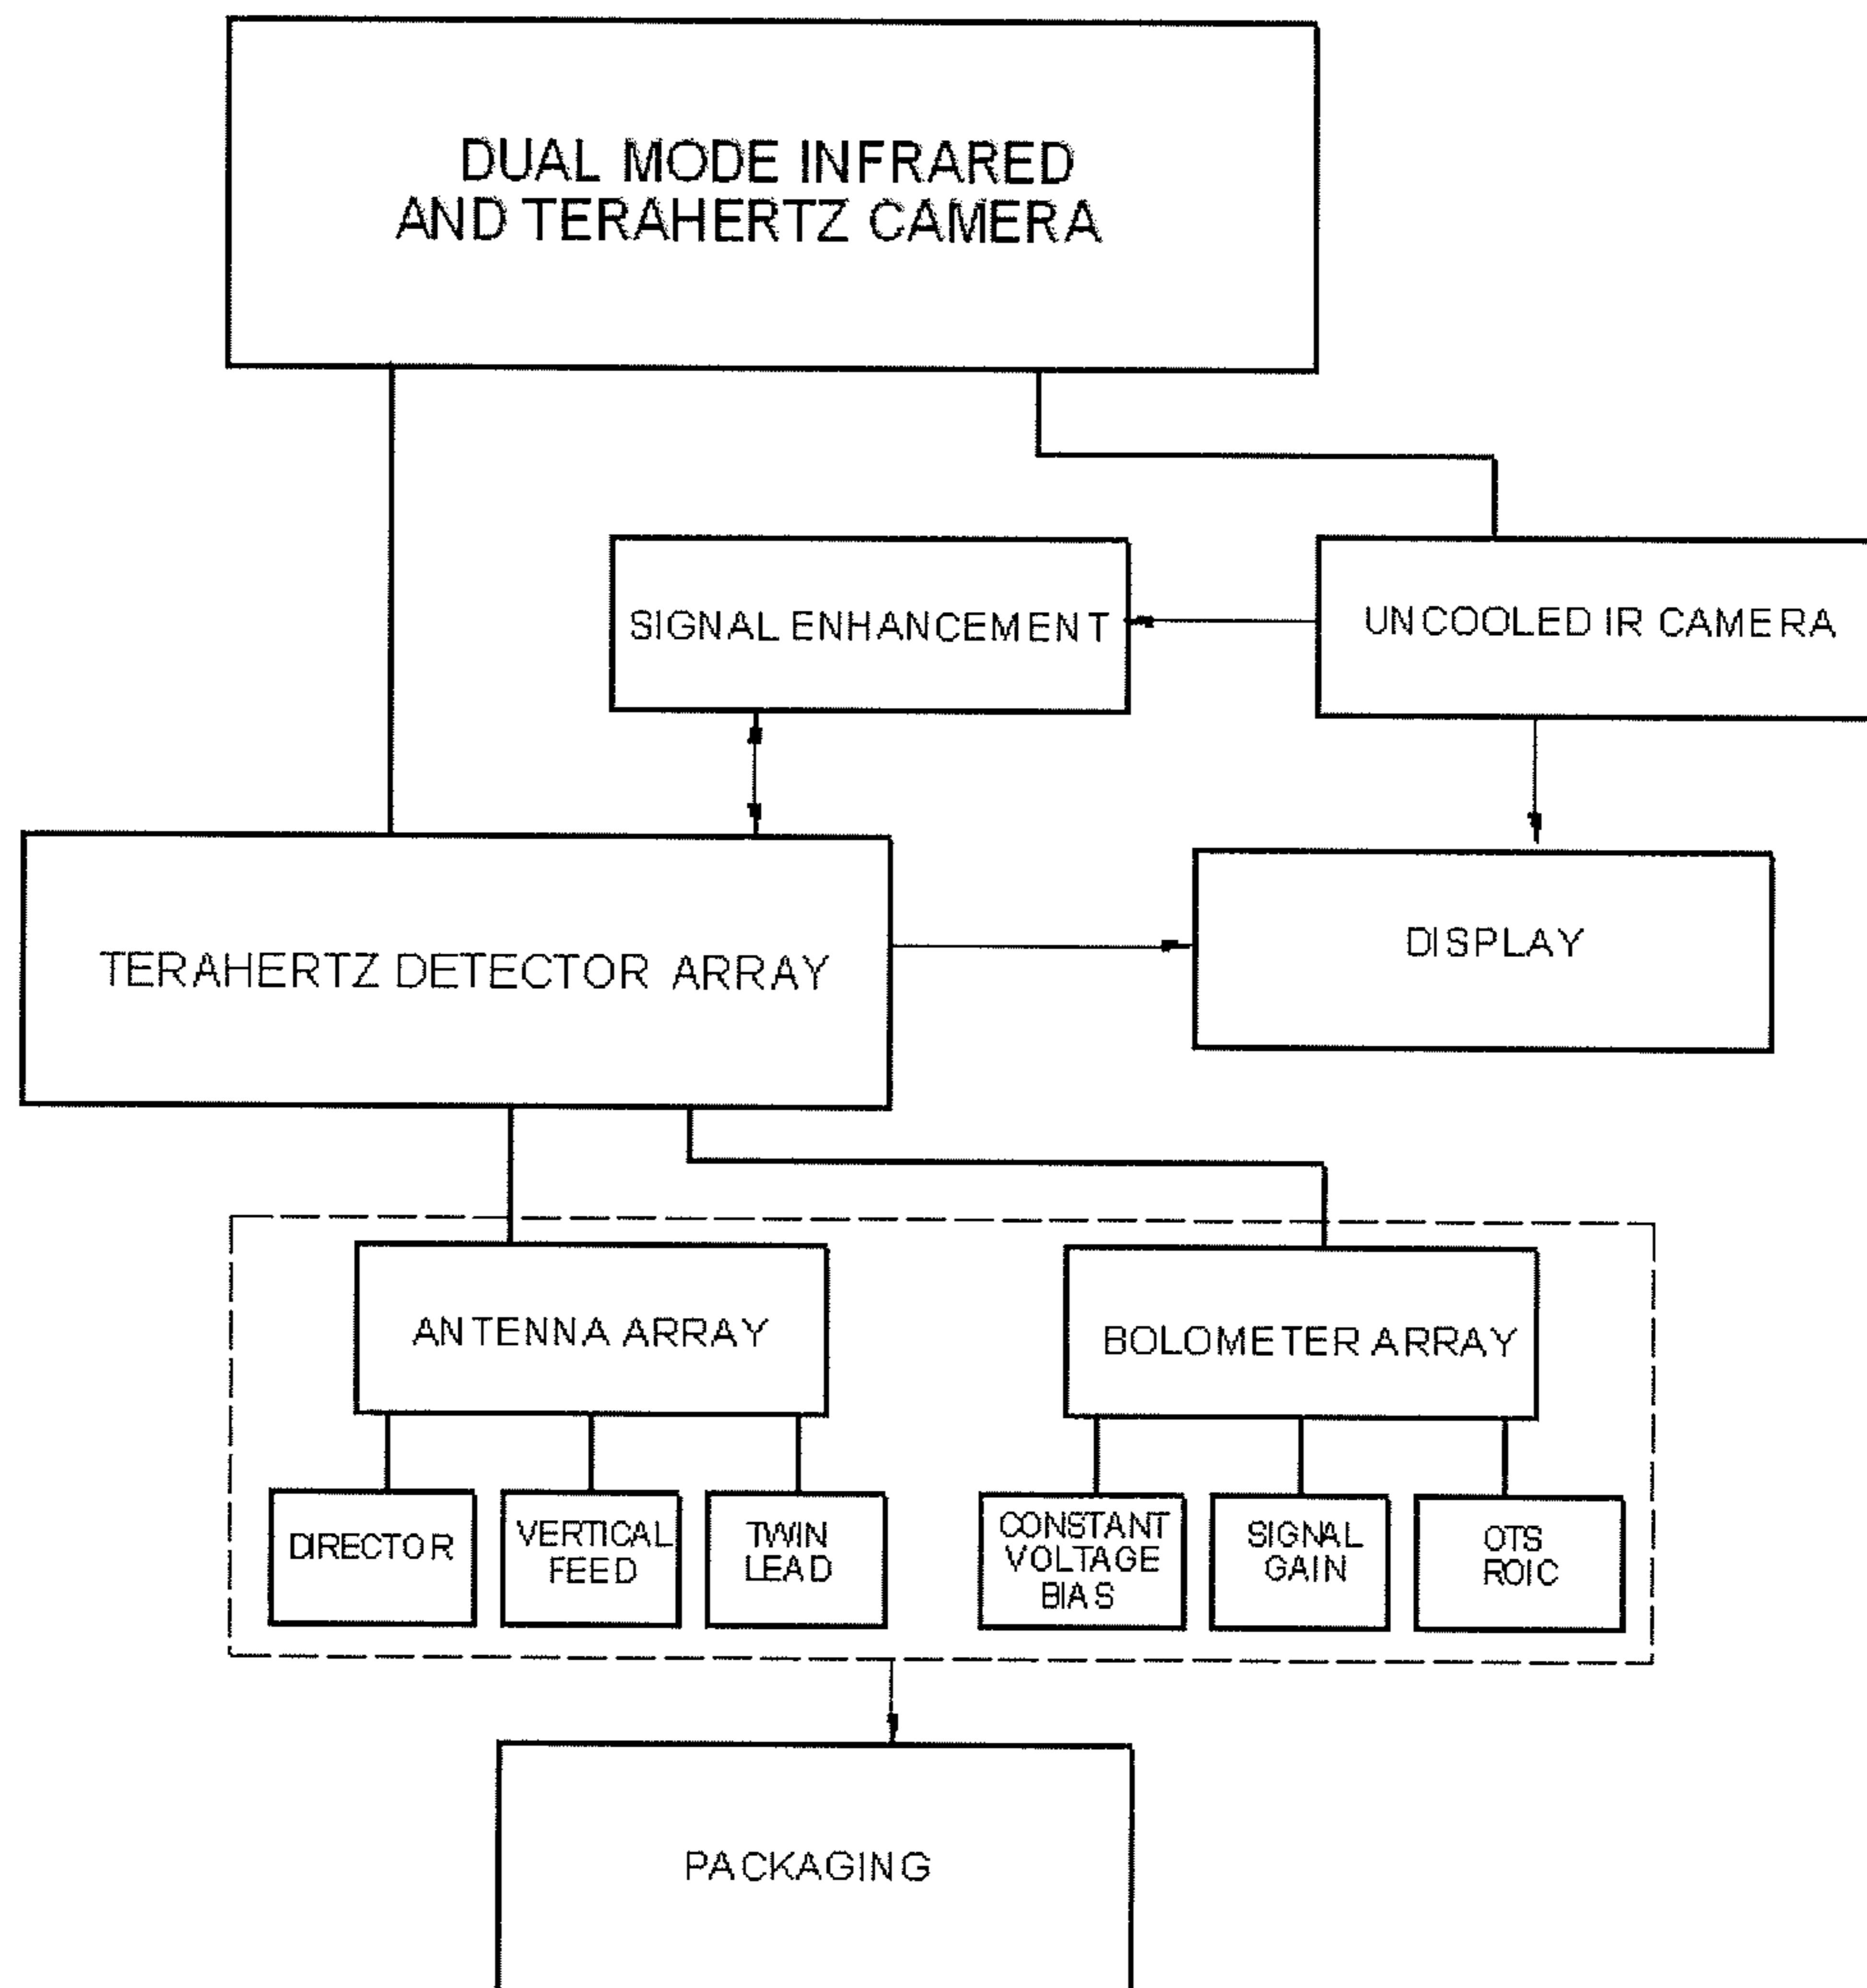 DUAL MODE INFRARED
AND TERAHERTZ CAMERA
SIGNAL ENHANCEMENT
UNCOOLED IR CAMERA
TERAHERTZ DETECTOR ARRAY
DISPLAY
ANTENNA ARRAY
BOLOMETER ARRAY
DIRECTOR
VERTICAL
FEED
TWIN
LEAD
CONSTANT
VOLTAGE
BIAS
SIGNAL
GAIN
OTS
ROIC
PACKAGING